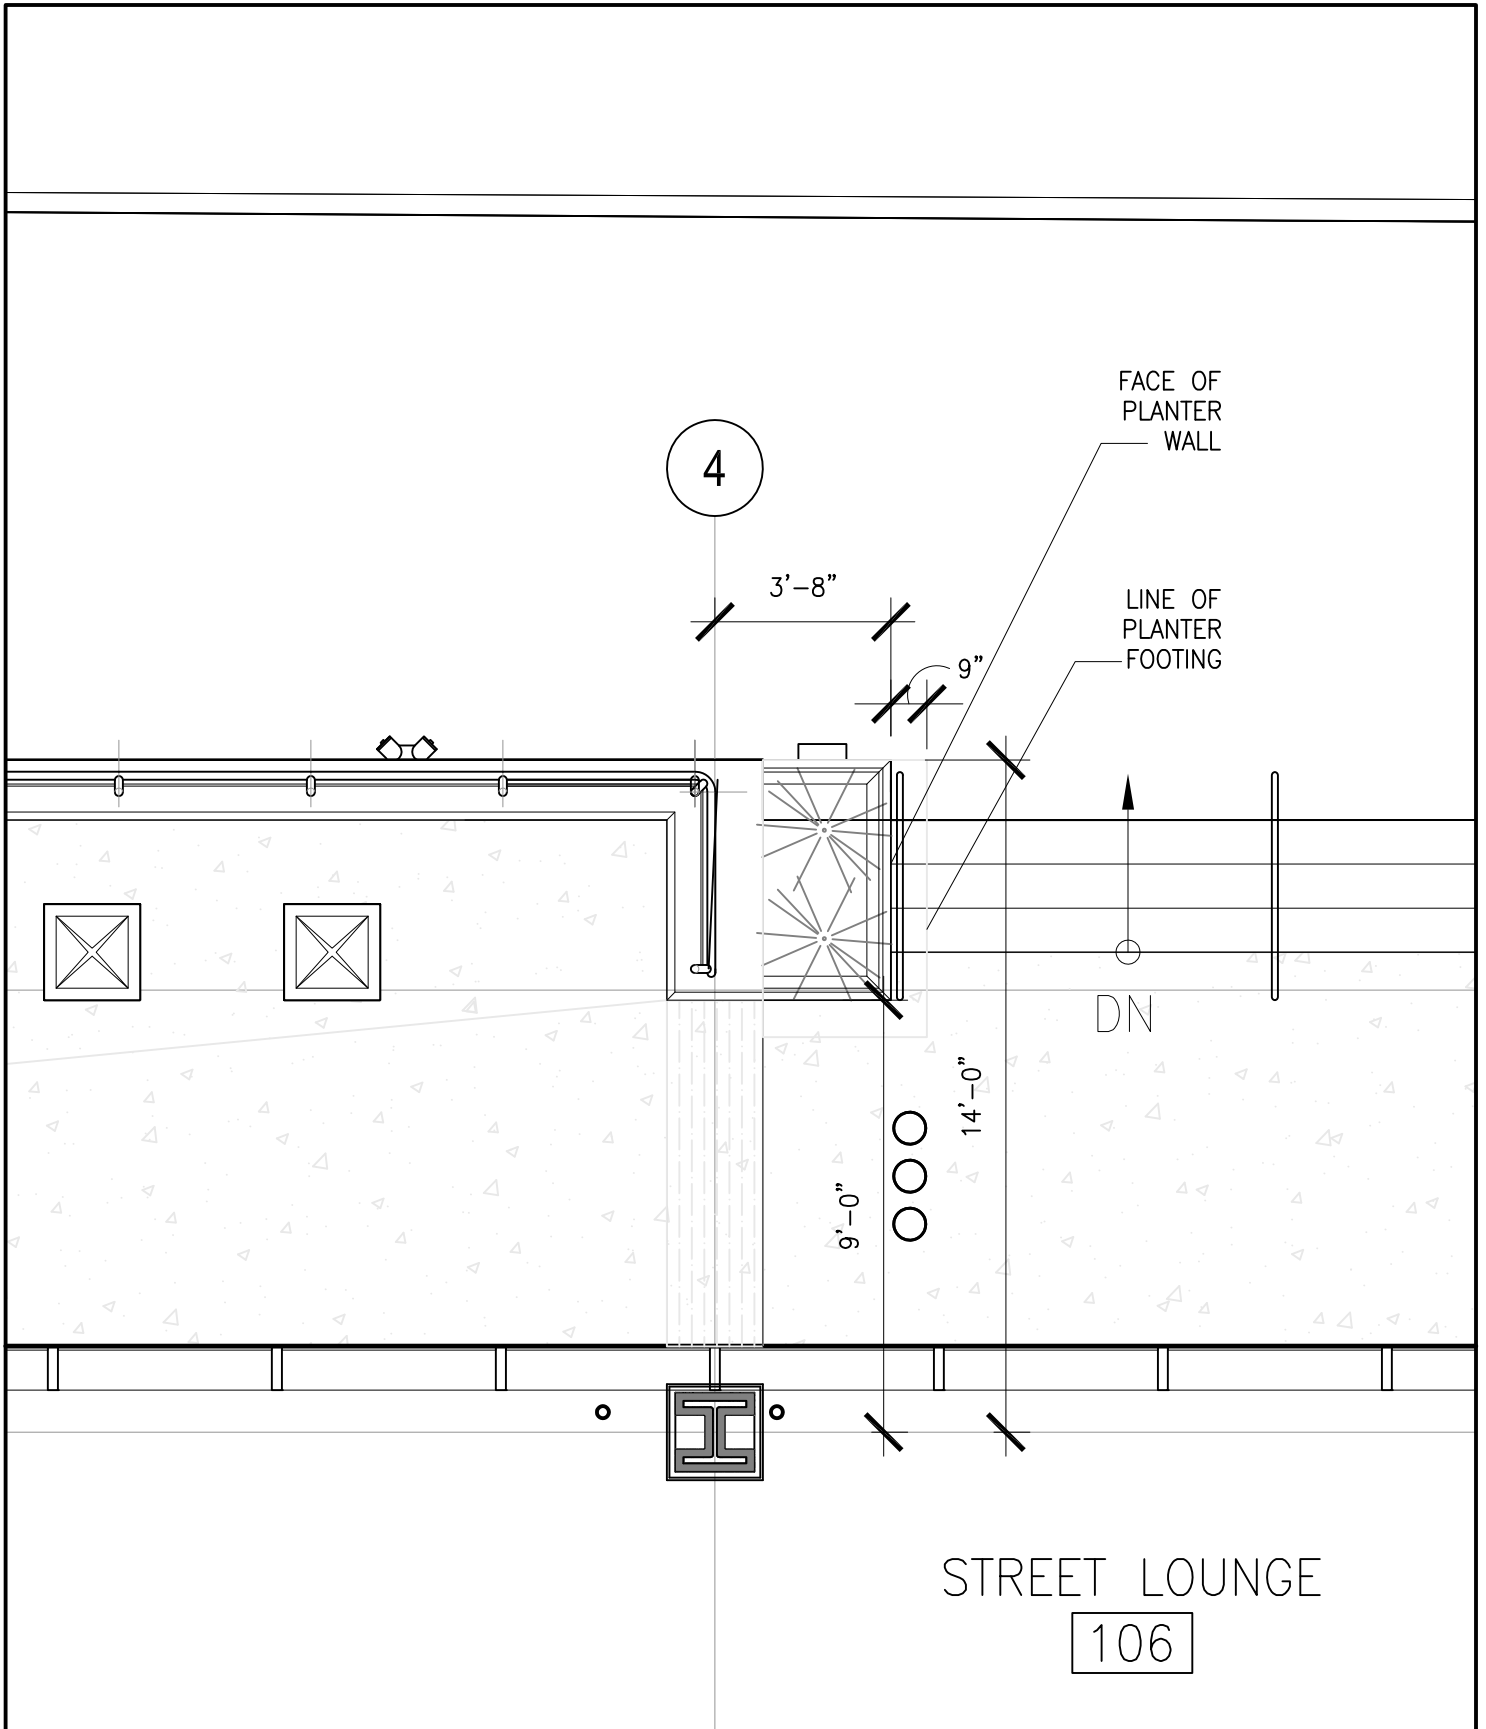 FACE OF
PLANTER
WALL
4
3'-8"
LINE OF
PLANTER
FOOTING
9"
DN
14'-0"
9'-0"
STREET LOUNGE
106